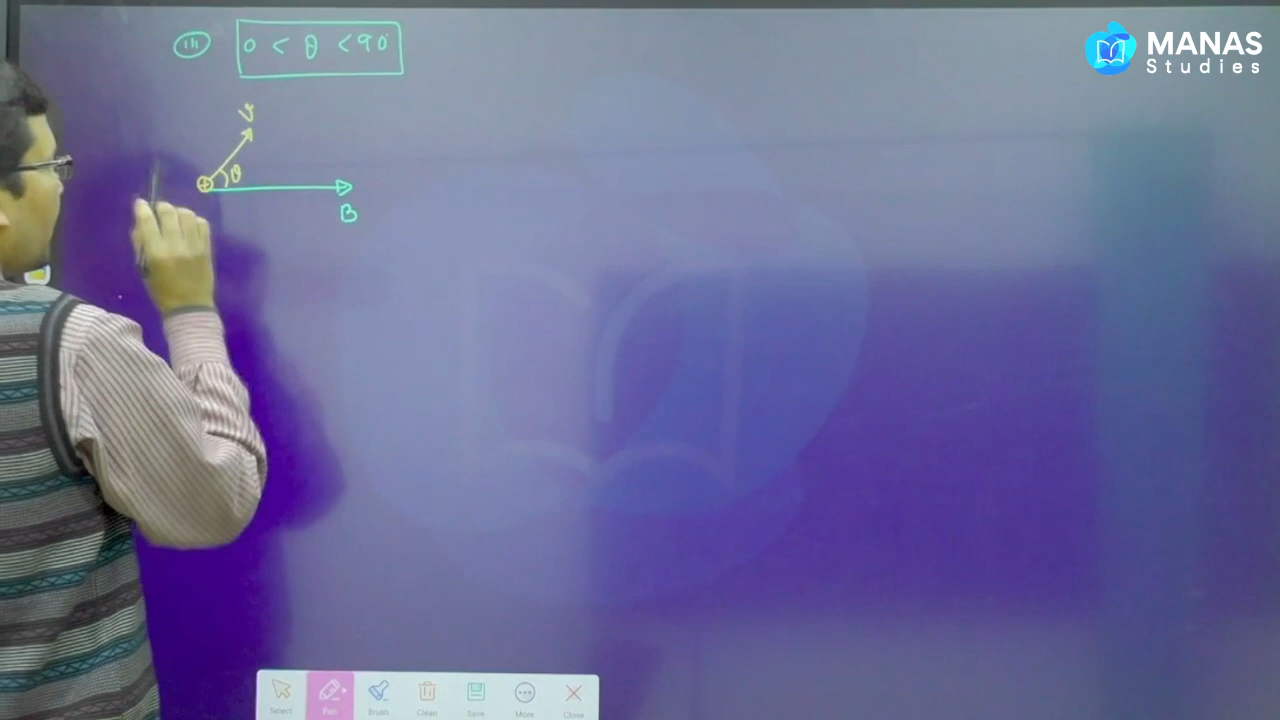 (iii) 0 < θ < 90°
MANAS
Studies
v
⊕ θ
B
Select Pen Brush Clean Save More Close